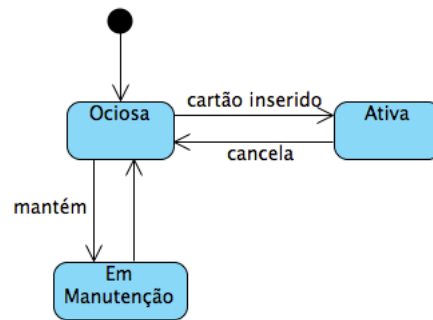 cartão inserido
Ociosa
Ativa
cancela
mantém
Em
Manutenção